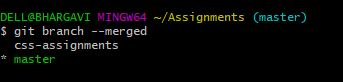 DELL@BHARGAVI MINGW64 ~/Assignments (master)
$ git branch --merged
  css-assignments
* master